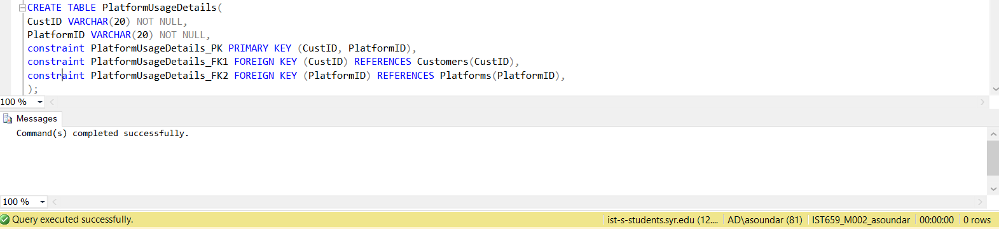 CREATE TABLE PlatformUsageDetails(
CustID VARCHAR(20) NOT NULL,
PlatformID VARCHAR(20) NOT NULL,
constraint PlatformUsageDetails_PK PRIMARY KEY (CustID, PlatformID),
constraint PlatformUsageDetails_FK1 FOREIGN KEY (CustID) REFERENCES Customers(CustID),
constraint PlatformUsageDetails_FK2 FOREIGN KEY (PlatformID) REFERENCES Platforms(PlatformID),
);
100 %
Messages
Command(s) completed successfully.
100 %
Query executed successfully. ist-s-students.syr.edu (12.... AD\asoundar (81) IST659_M002_asoundar 00:00:00 0 rows